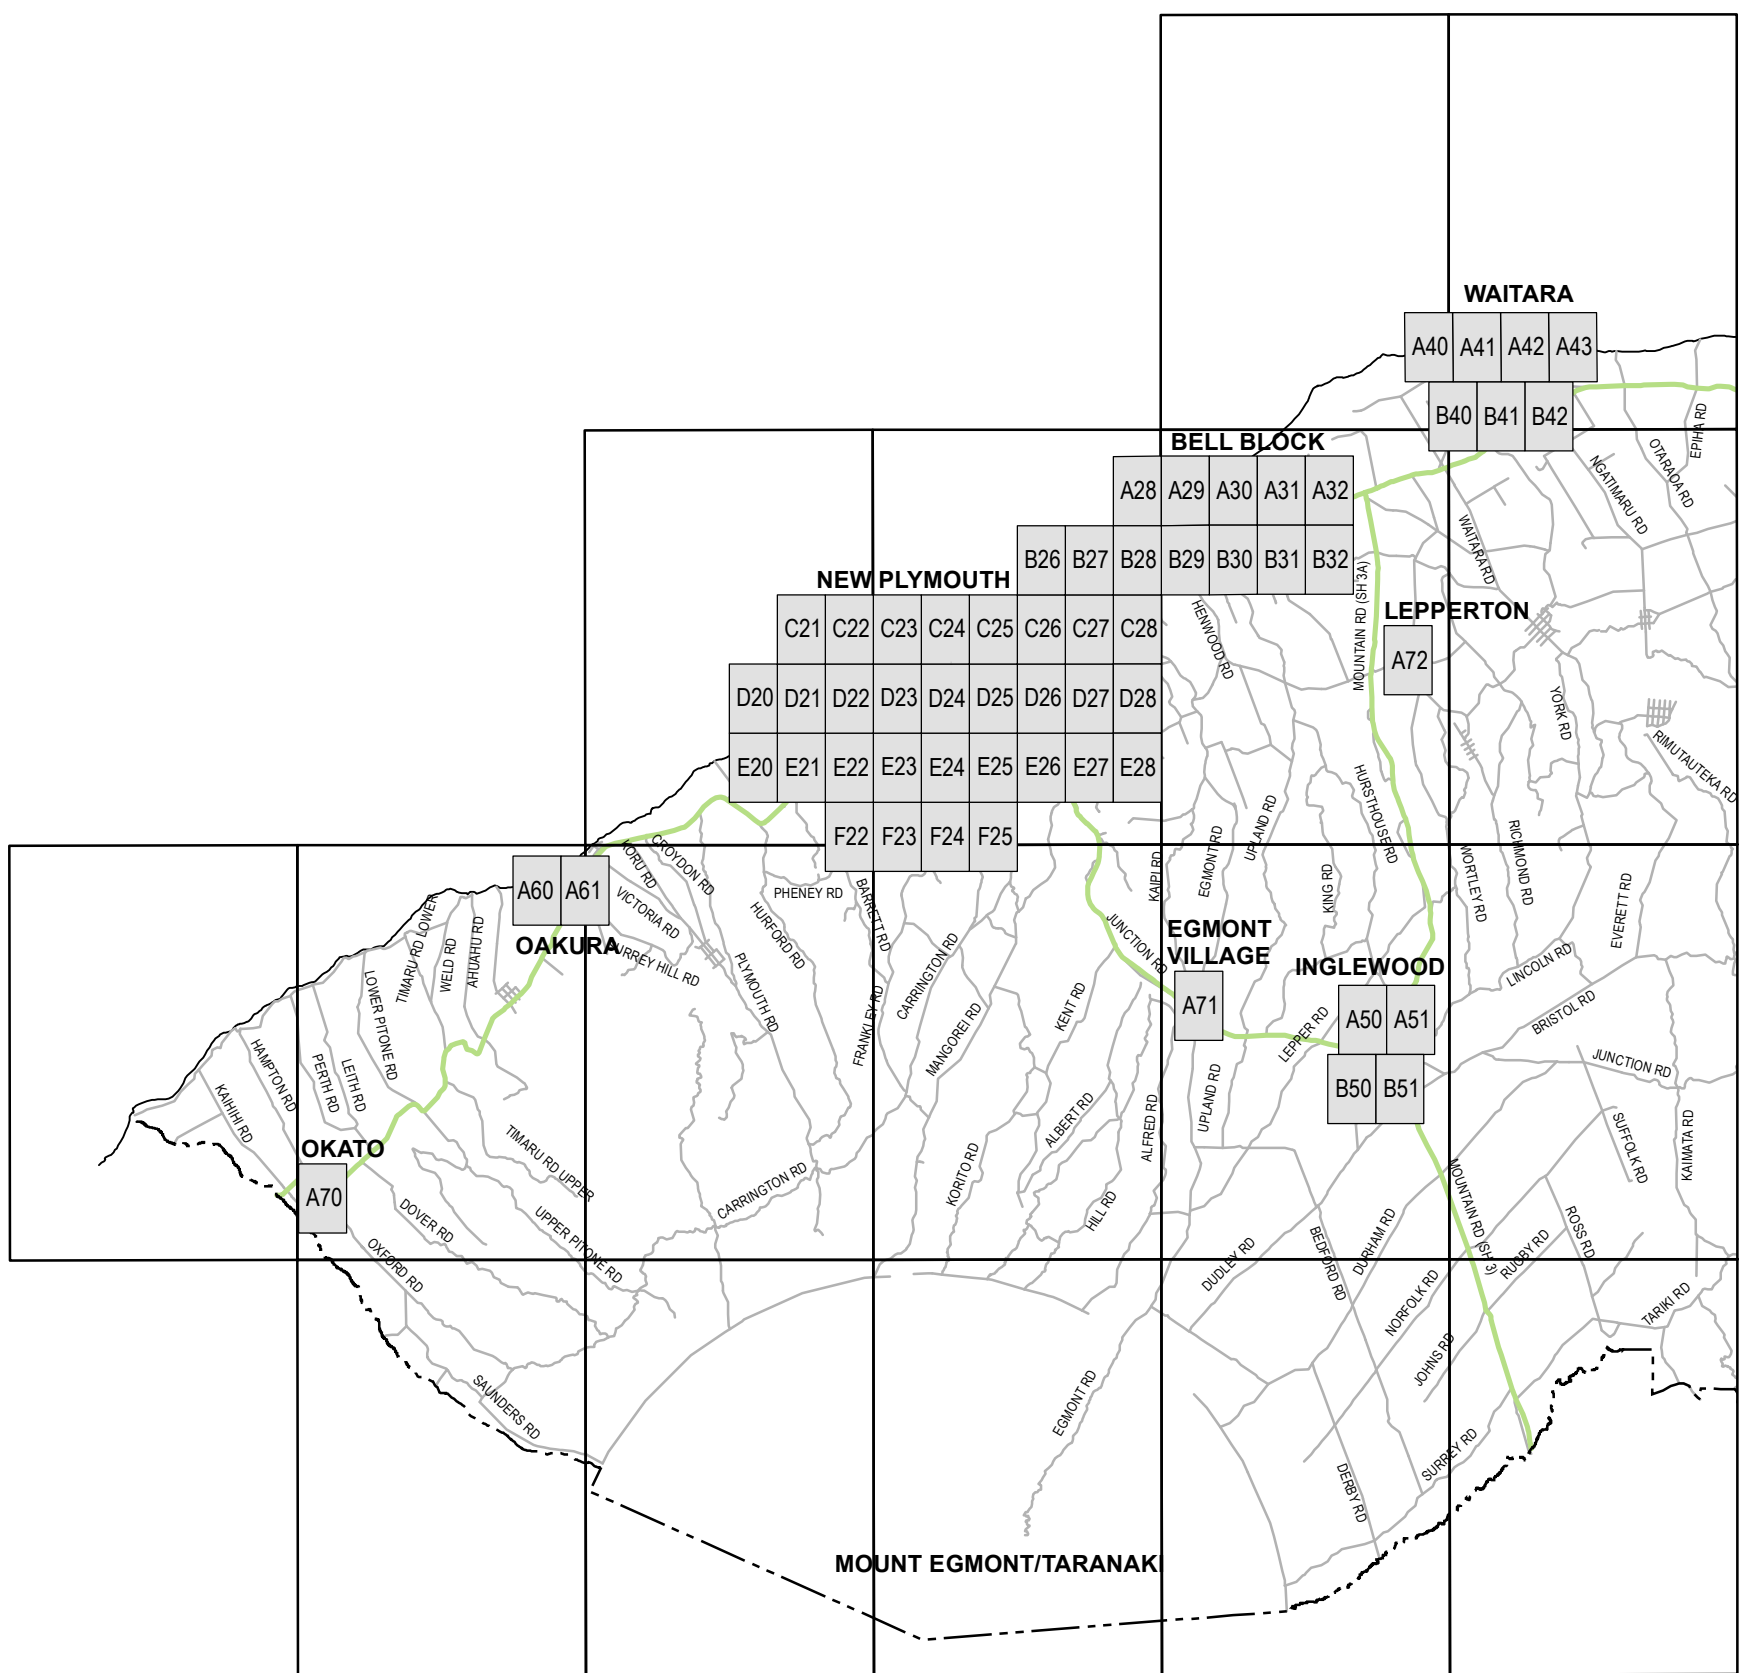 WAITARA
A40 A41 A42 A43
B40 B41 B42
EPIHA RD
OTARAOA RD
NGATIMARU RD
BELL BLOCK
A28 A29 A30 A31 A32
WAITARA RD
B26 B27 B28 B29 B30 B31 B32
MOUNTAIN RD (SH 3A)
NEW PLYMOUTH
LEPPERTON
HENWOOD RD
C21 C22 C23 C24 C25 C26 C27 C28
A72
D20 D21 D22 D23 D24 D25 D26 D27 D28
YORK RD
RIMUTAUTEKA RD
E20 E21 E22 E23 E24 E25 E26 E27 E28
HURSTHOUSE RD
UPLAND RD
EGMONT RD
RICHMOND RD
F22 F23 F24 F25
KORU RD
CROYDON RD
A60 A61
VICTORIA RD
PHENEY RD
BARRETT RD
HURFORD RD
KAIPI RD
KING RD
WORTLEY RD
EVERETT RD
TIMARU RD LOWER
WELD RD
AHUAHU RD
OAKURA
SURREY HILL RD
PLYMOUTH RD
CARRINGTON RD
JUNCTION RD
EGMONT
VILLAGE
INGLEWOOD
LINCOLN RD
LOWER PITONE RD
FRANKLEY RD
MANGOREI RD
KENT RD
A71
LEPPER RD
A50 A51
BRISTOL RD
HAMPTON RD
PERTH RD
LEITH RD
KAIHIHI RD
B50 B51
JUNCTION RD
ALBERT RD
ALFRED RD
UPLAND RD
SUFFOLK RD
KAIMATA RD
OKATO
A70
TIMARU RD UPPER
CARRINGTON RD
KORITO RD
HILL RD
MOUNTAIN RD (SH 3)
DOVER RD
UPPER PITONE RD
OXFORD RD
DUDLEY RD
BEDFORD RD
DURHAM RD
RUGBY RD
ROSS RD
NORFOLK RD
TARIKI RD
JOHNS RD
SAUNDERS RD
EGMONT RD
SURREY RD
DERBY RD
MOUNT EGMONT/TARANAKI